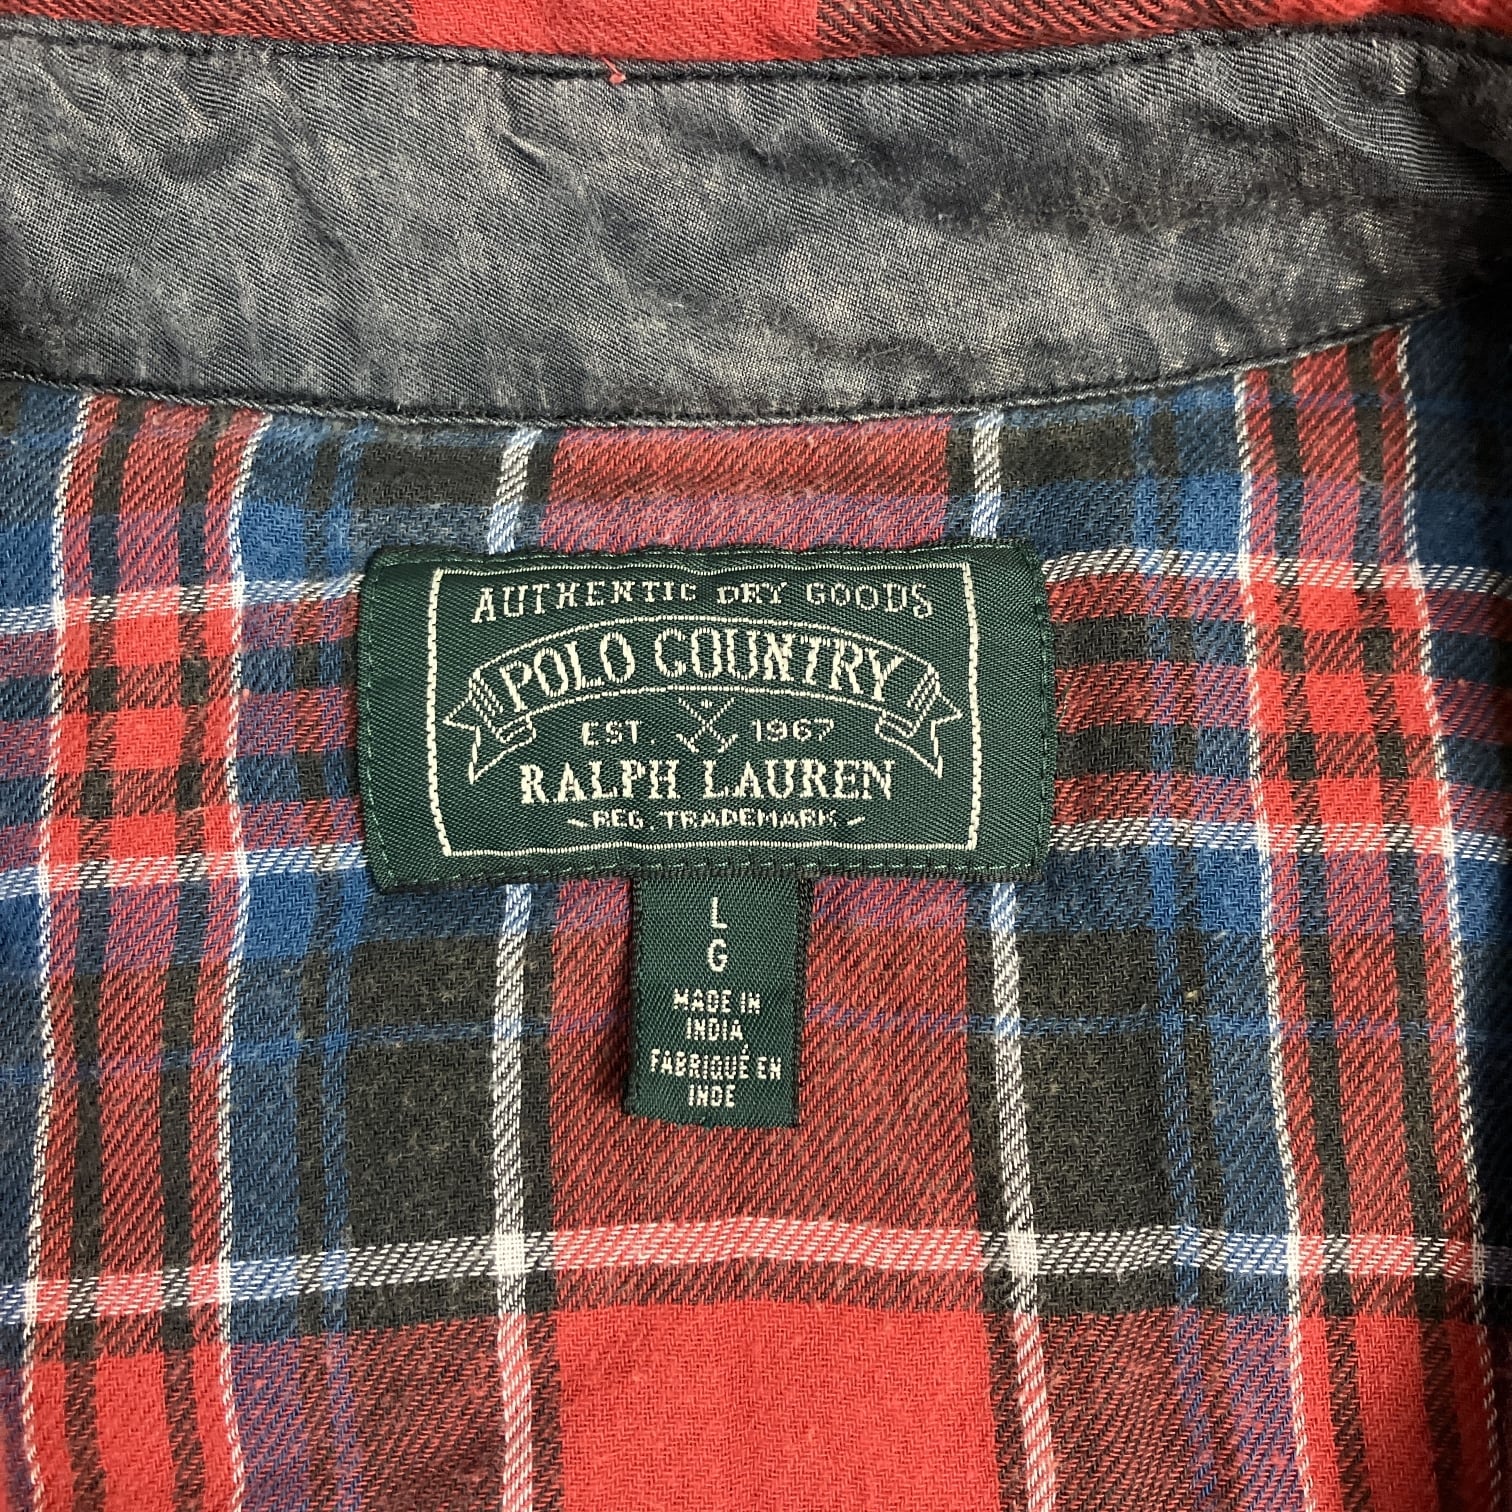 AUTHENTIC DRY GOODS
POLO COUNTRY
EST. 1967
RALPH LAUREN
- REG. TRADEMARK -
L
G
MADE IN
INDIA
FABRIQUÉ EN
INDE